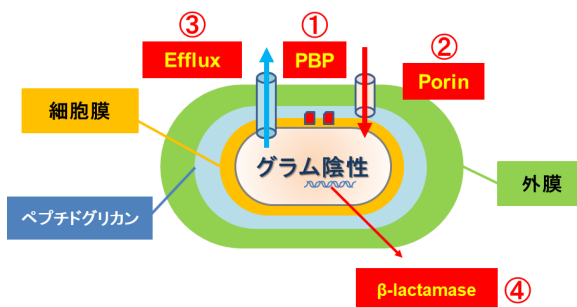 ③
①
②
Efflux
PBP
Porin
細胞膜
グラム陰性
外膜
ペプチドグリカン
β-lactamase
④